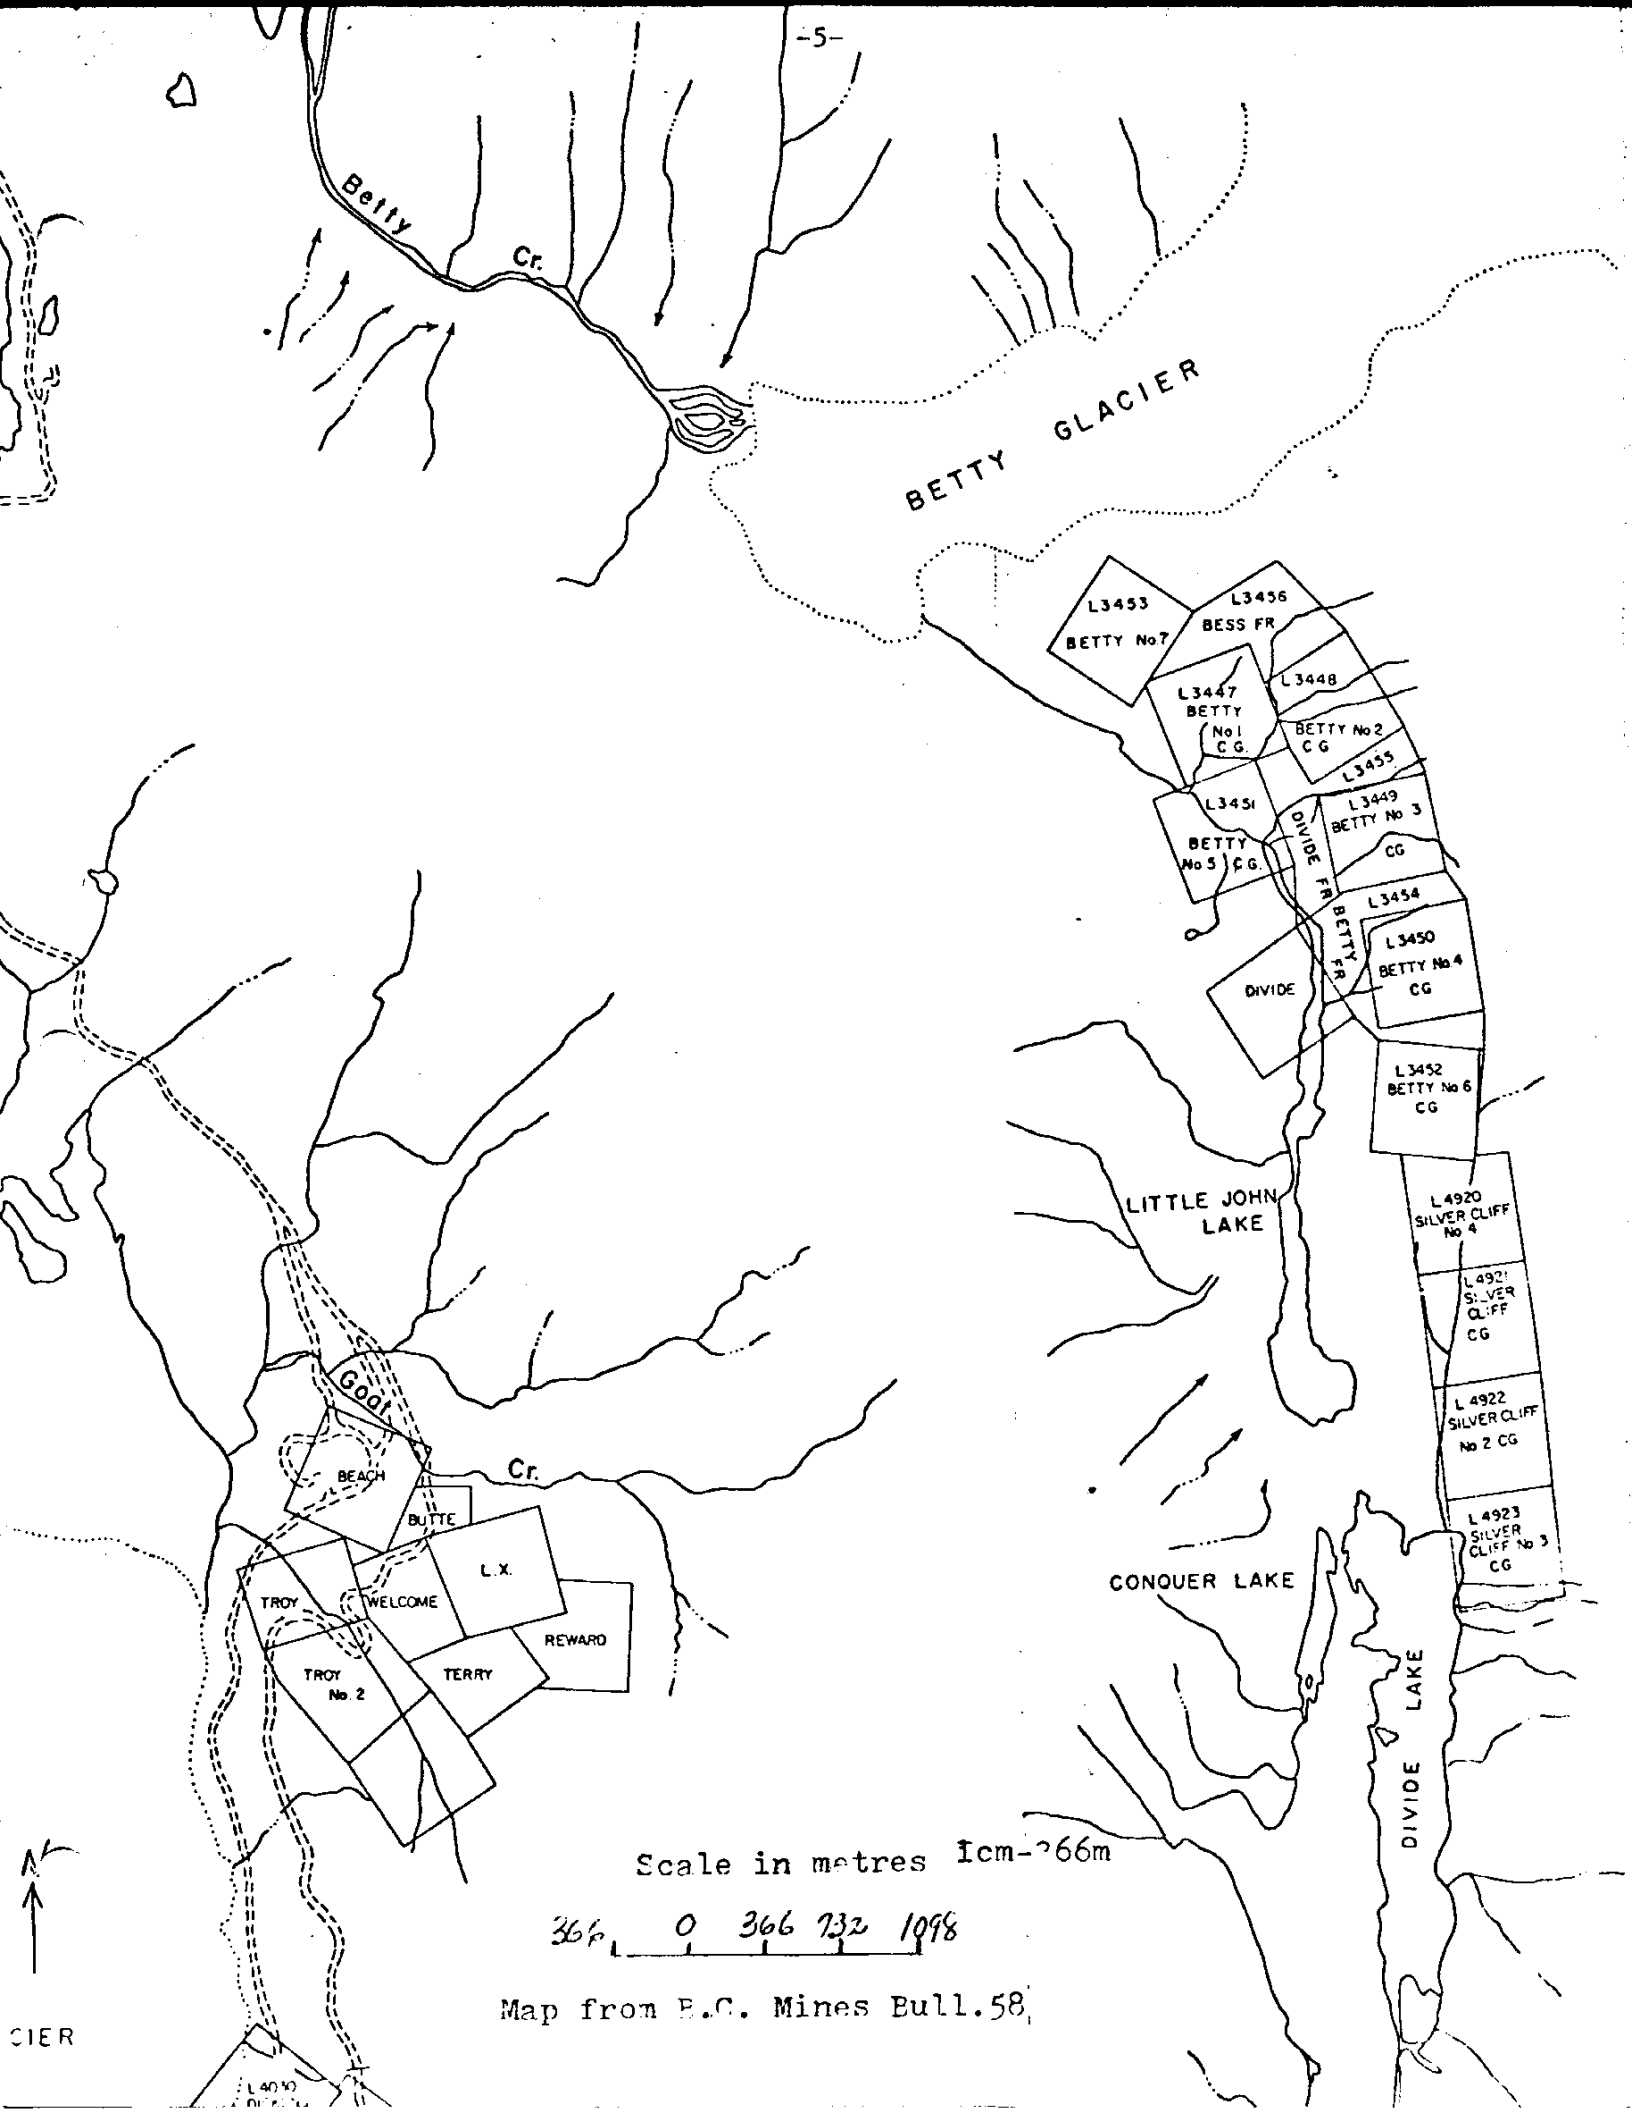 -5-
Betty
Cr.
BETTY GLACIER
L3453
BETTY No.7
L3456
BESS FR
L3447
BETTY
No 1
C G.
L3448
BETTY No 2
C G
L3455
L3451
BETTY
No 5 C.G.
DIVIDE FR
L3449
BETTY No 3
CG
L3454
BETTY FR
L3450
BETTY No.4
CG
DIVIDE
L3452
BETTY No 6
CG
LITTLE JOHN
LAKE
L4920
SILVER CLIFF
No 4
L4921
SILVER
CLIFF
CG
L 4922
SILVER CLIFF
No 2 CG
L 4923
SILVER
CLIFF No 3
CG
Goat
Cr.
BEACH
BUTTE
L.X.
TROY
WELCOME
REWARD
TROY
No. 2
TERRY
CONQUER LAKE
DIVIDE LAKE
Scale in metres 1cm-366m
366 0 366 732 1098
Map from B.C. Mines Bull.58
CIER